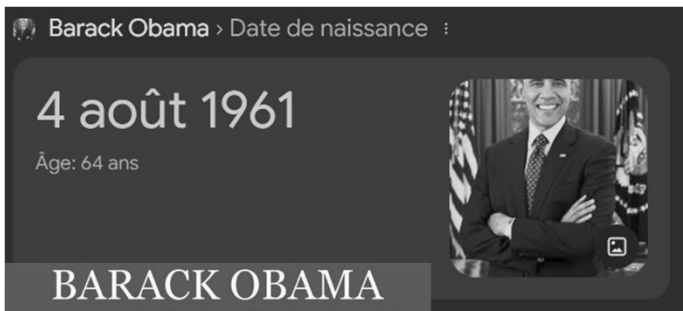 Barack Obama › Date de naissance
4 août 1961
Âge: 64 ans
BARACK OBAMA